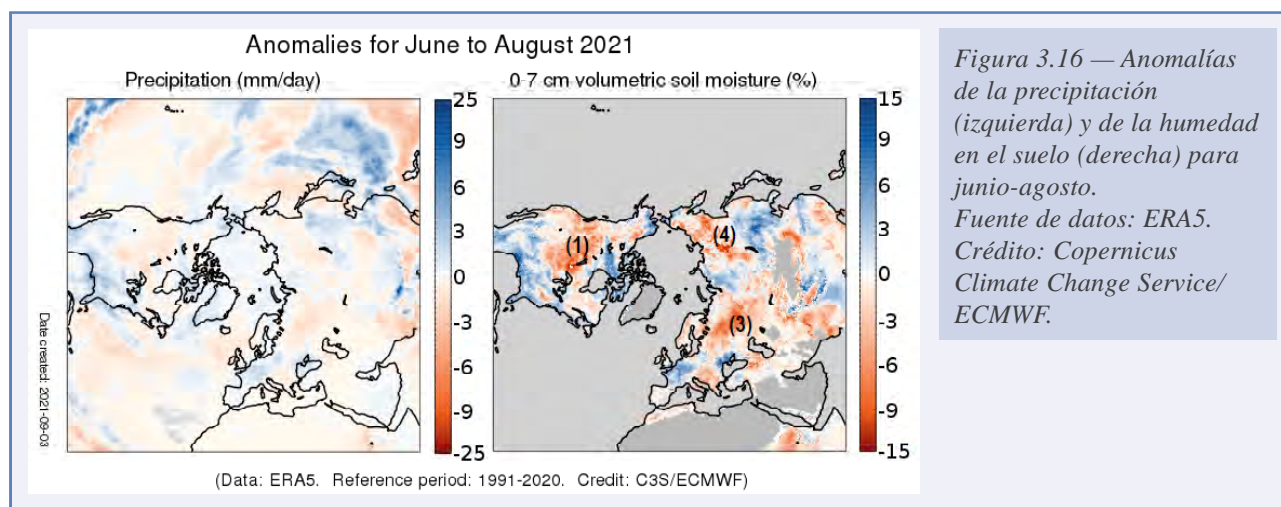 Anomalies for June to August 2021
Precipitation (mm/day)
0-7 cm volumetric soil moisture (%)
25
9
6
3
0
-3
-6
-9
-25
15
9
6
3
0
-3
-6
-9
-15
(1)
(4)
(3)
Date created: 2021-09-03
(Data: ERA5. Reference period: 1991-2020. Credit: C3S/ECMWF)
Figura 3.16 — Anomalías
de la precipitación
(izquierda) y de la humedad
en el suelo (derecha) para
junio-agosto.
Fuente de datos: ERA5.
Crédito: Copernicus
Climate Change Service/
ECMWF.